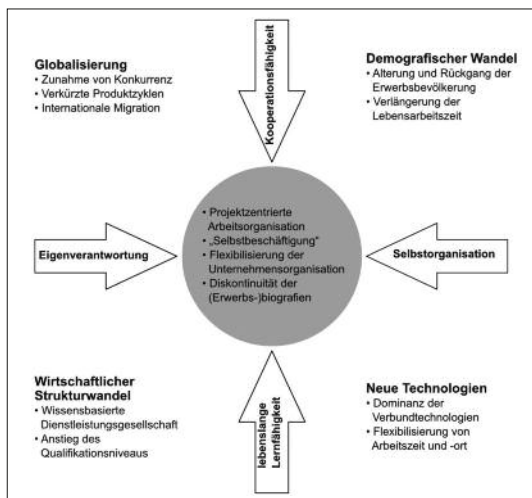 Globalisierung
• Zunahme von Konkurrenz
• Verkürzte Produktzyklen
• Internationale Migration
Kooperationsfähigkeit
Demografischer Wandel
• Alterung und Rückgang der
Erwerbsbevölkerung
• Verlängerung der
Lebensarbeitszeit
Eigenverantwortung
• Projektzentrierte
Arbeitsorganisation
• „Selbstbeschäftigung“
• Flexibilisierung der
Unternehmensorganisation
• Diskontinuität der
(Erwerbs-)biografien
Selbstorganisation
Wirtschaftlicher
Strukturwandel
• Wissensbasierte
Dienstleistungsgesellschaft
• Anstieg des
Qualifikationsniveaus
lebenslange
Lernfähigkeit
Neue Technologien
• Dominanz der
Verbundtechnologien
• Flexibilisierung von
Arbeitszeit und -ort